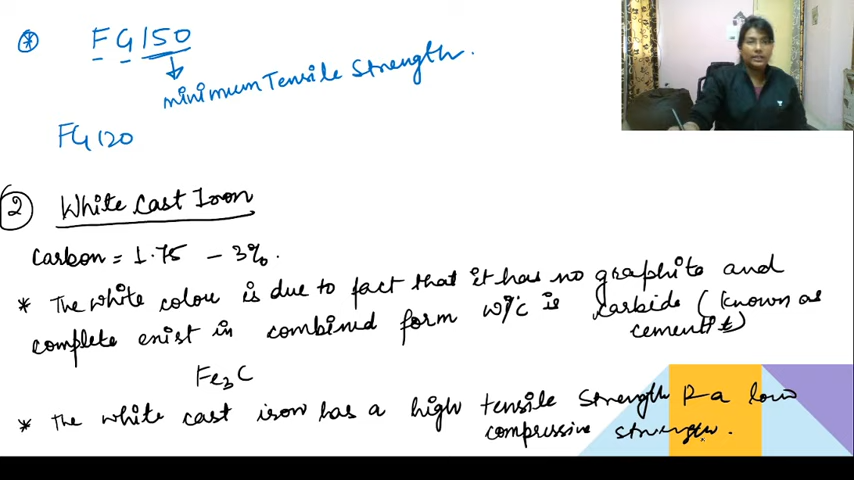 * FG150
minimum Tensile Strength.
FG120
2 White Cast Iron
Carbon = 1.75 - 3%.
* The white colour is due to fact that it has no graphite and
complete exist in combined form w/c is carbide (known as
cementite)
Fe3C
* The white cast iron has a high tensile strength & a low
compressive strength.